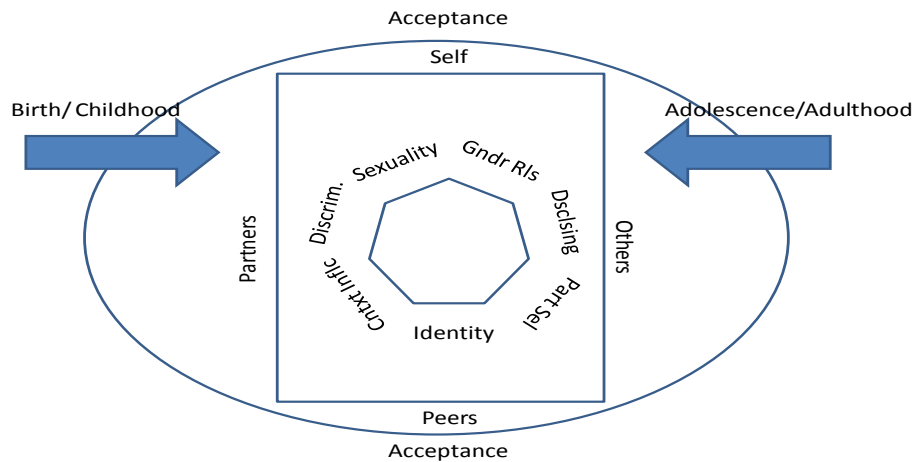 Acceptance
Self
Birth/ Childhood
Adolescence/Adulthood
Sexuality
Gndr Rls
Discrim.
Dsclsing
Partners
Others
Cntxt Inflc
Part Sel
Identity
Peers
Acceptance